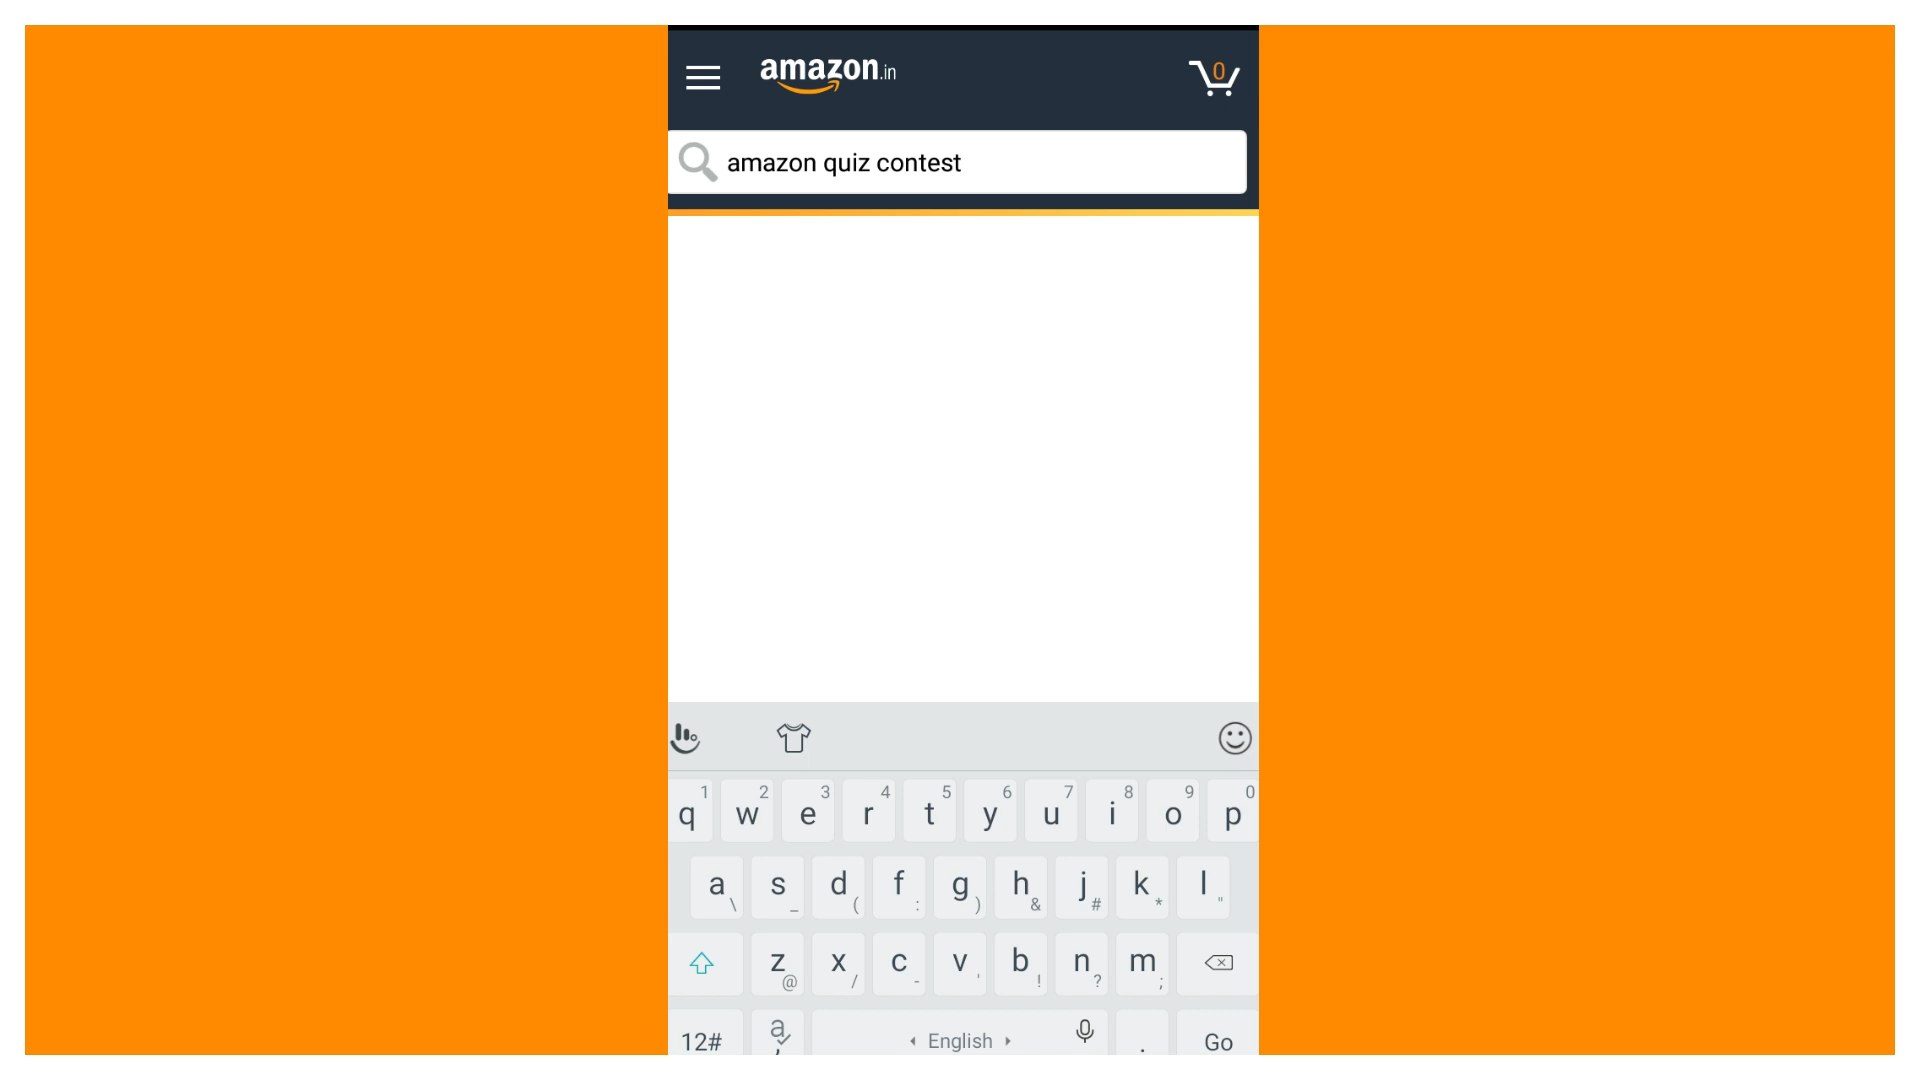 amazon.in
0
amazon quiz contest
1 2 3 4 5 6 7 8 9 0
q w e r t y u i o p
a s d f g h j k l
\ _ ( : ) & # * "
z x c v b n m
@ / - ' ! ? ;
12# a , English . Go